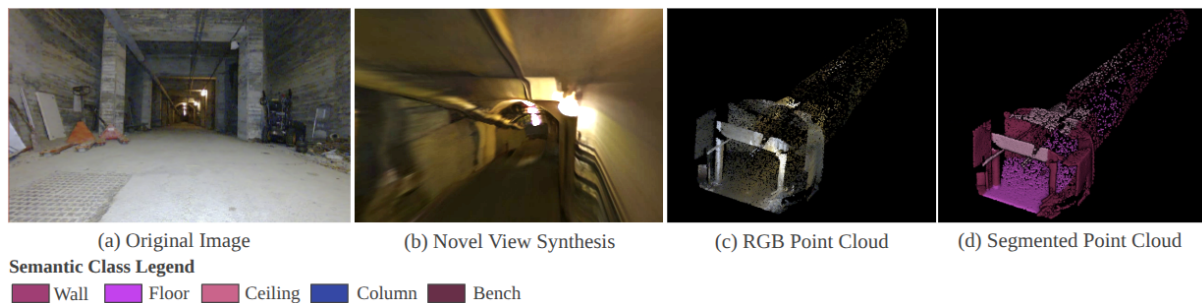 (a) Original Image
(b) Novel View Synthesis
(c) RGB Point Cloud
(d) Segmented Point Cloud
Semantic Class Legend
Wall Floor Ceiling Column Bench